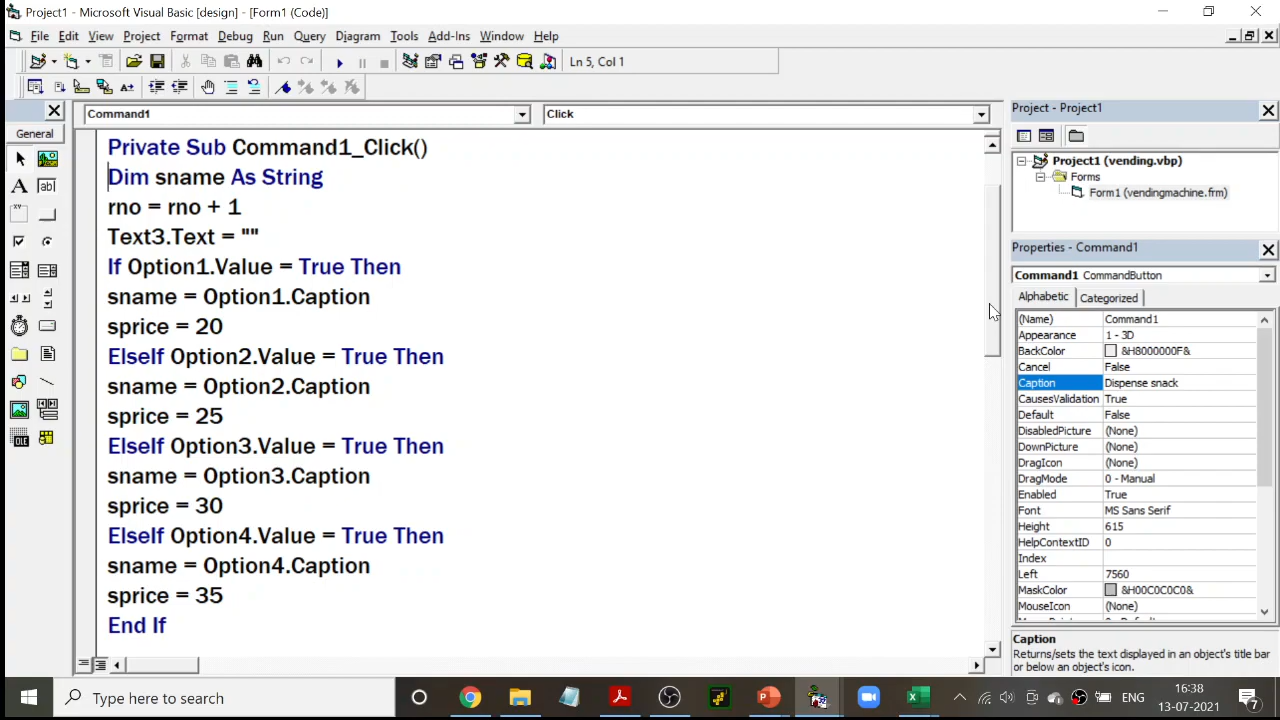 Project1 - Microsoft Visual Basic [design] - [Form1 (Code)]
File Edit View Project Format Debug Run Query Diagram Tools Add-Ins Window Help
Ln 5, Col 1
General
Command1
Click
Private Sub Command1_Click()
Dim sname As String
rno = rno + 1
Text3.Text = ""
If Option1.Value = True Then
sname = Option1.Caption
sprice = 20
ElseIf Option2.Value = True Then
sname = Option2.Caption
sprice = 25
ElseIf Option3.Value = True Then
sname = Option3.Caption
sprice = 30
ElseIf Option4.Value = True Then
sname = Option4.Caption
sprice = 35
End If
Project - Project1
Project1 (vending.vbp)
Forms
Form1 (vendingmachine.frm)
Properties - Command1
Command1 CommandButton
Alphabetic Categorized
(Name) Command1
Appearance 1 - 3D
BackColor &H8000000F&
Cancel False
Caption Dispense snack
CausesValidation True
Default False
DisabledPicture (None)
DownPicture (None)
DragIcon (None)
DragMode 0 - Manual
Enabled True
Font MS Sans Serif
Height 615
HelpContextID 0
Index
Left 7560
MaskColor &H00C0C0C0&
MouseIcon (None)
Caption
Returns/sets the text displayed in an object's title bar
or below an object's icon.
Type here to search
ENG
16:38
13-07-2021
7